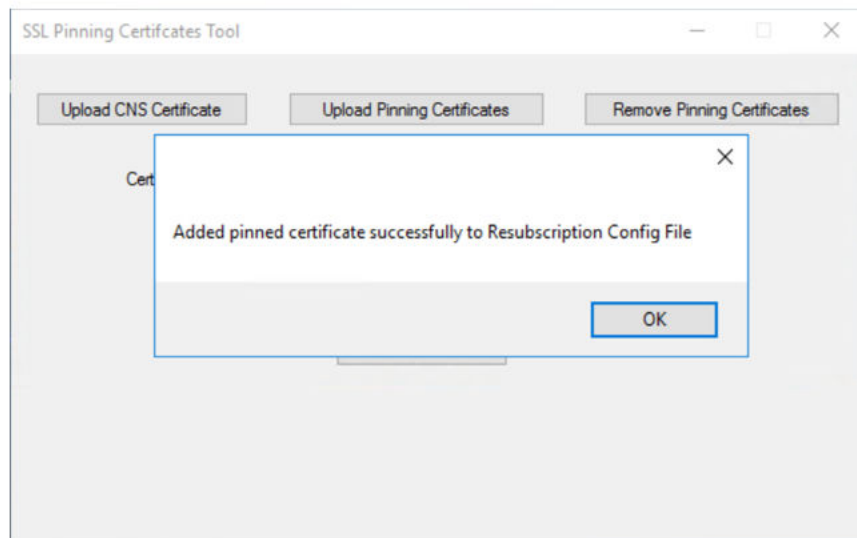 SSL Pinning Certifcates Tool
Upload CNS Certificate Upload Pinning Certificates Remove Pinning Certificates
Cert
Added pinned certificate successfully to Resubscription Config File
OK